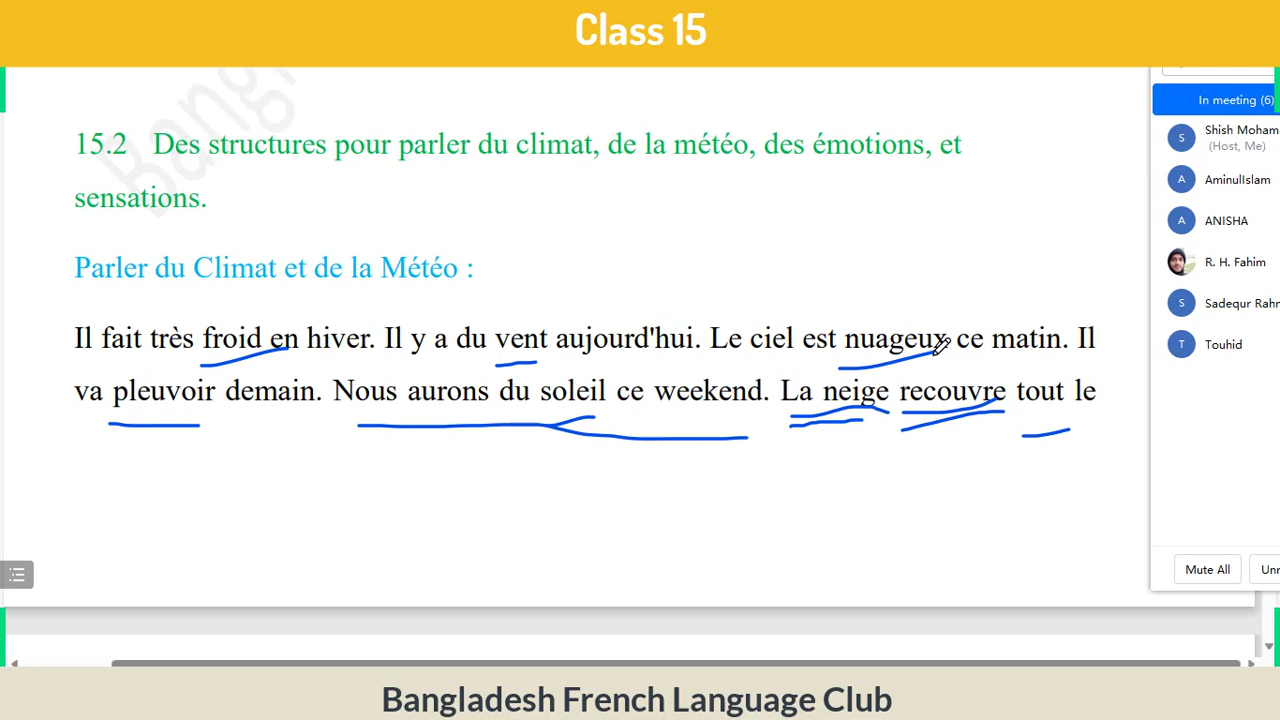 Class 15
Bangl
15.2 Des structures pour parler du climat, de la météo, des émotions, et
sensations.
Parler du Climat et de la Météo :
Il fait très froid en hiver. Il y a du vent aujourd'hui. Le ciel est nuageux ce matin. Il
va pleuvoir demain. Nous aurons du soleil ce weekend. La neige recouvre tout le
In meeting (6)
S Shish Moham
(Host, Me)
A AminulIslam
A ANISHA
R. H. Fahim
S Sadequr Rahm
T Touhid
Mute All
Bangladesh French Language Club